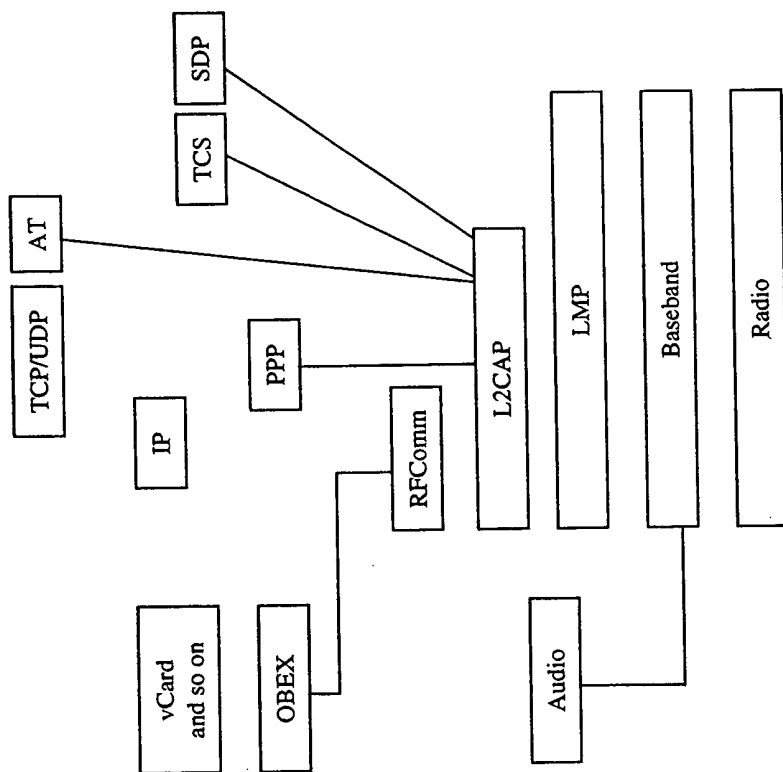 TCP/UDP
AT
vCard
and so on
IP
TCS
SDP
OBEX
PPP
RFComm
L2CAP
Audio
LMP
Baseband
Radio